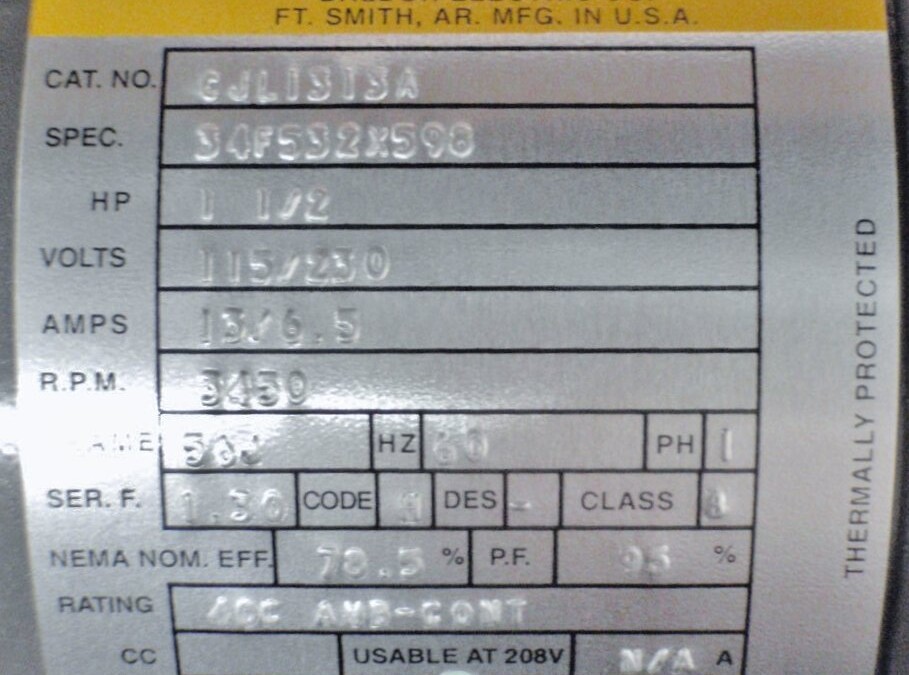 FT. SMITH, AR. MFG. IN U.S.A.
CAT. NO. CJL1313A
SPEC. 34F532X598
HP 1 1/2
VOLTS 115/230
AMPS 13/6.5
R.P.M. 3450
HZ 60 PH 1
SER. F. 1.30 CODE DES - CLASS
NEMA NOM. EFF. 78.5 % P.F. 95 %
RATING 40C AMB-CONT
CC USABLE AT 208V N/A A
THERMALLY PROTECTED